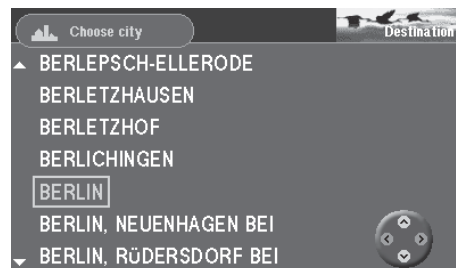 Choose city
Destination
BERLEPSCH-ELLERODE
BERLETZHAUSEN
BERLETZHOF
BERLICHINGEN
BERLIN
BERLIN, NEUENHAGEN BEI
BERLIN, RÜDERSDORF BEI